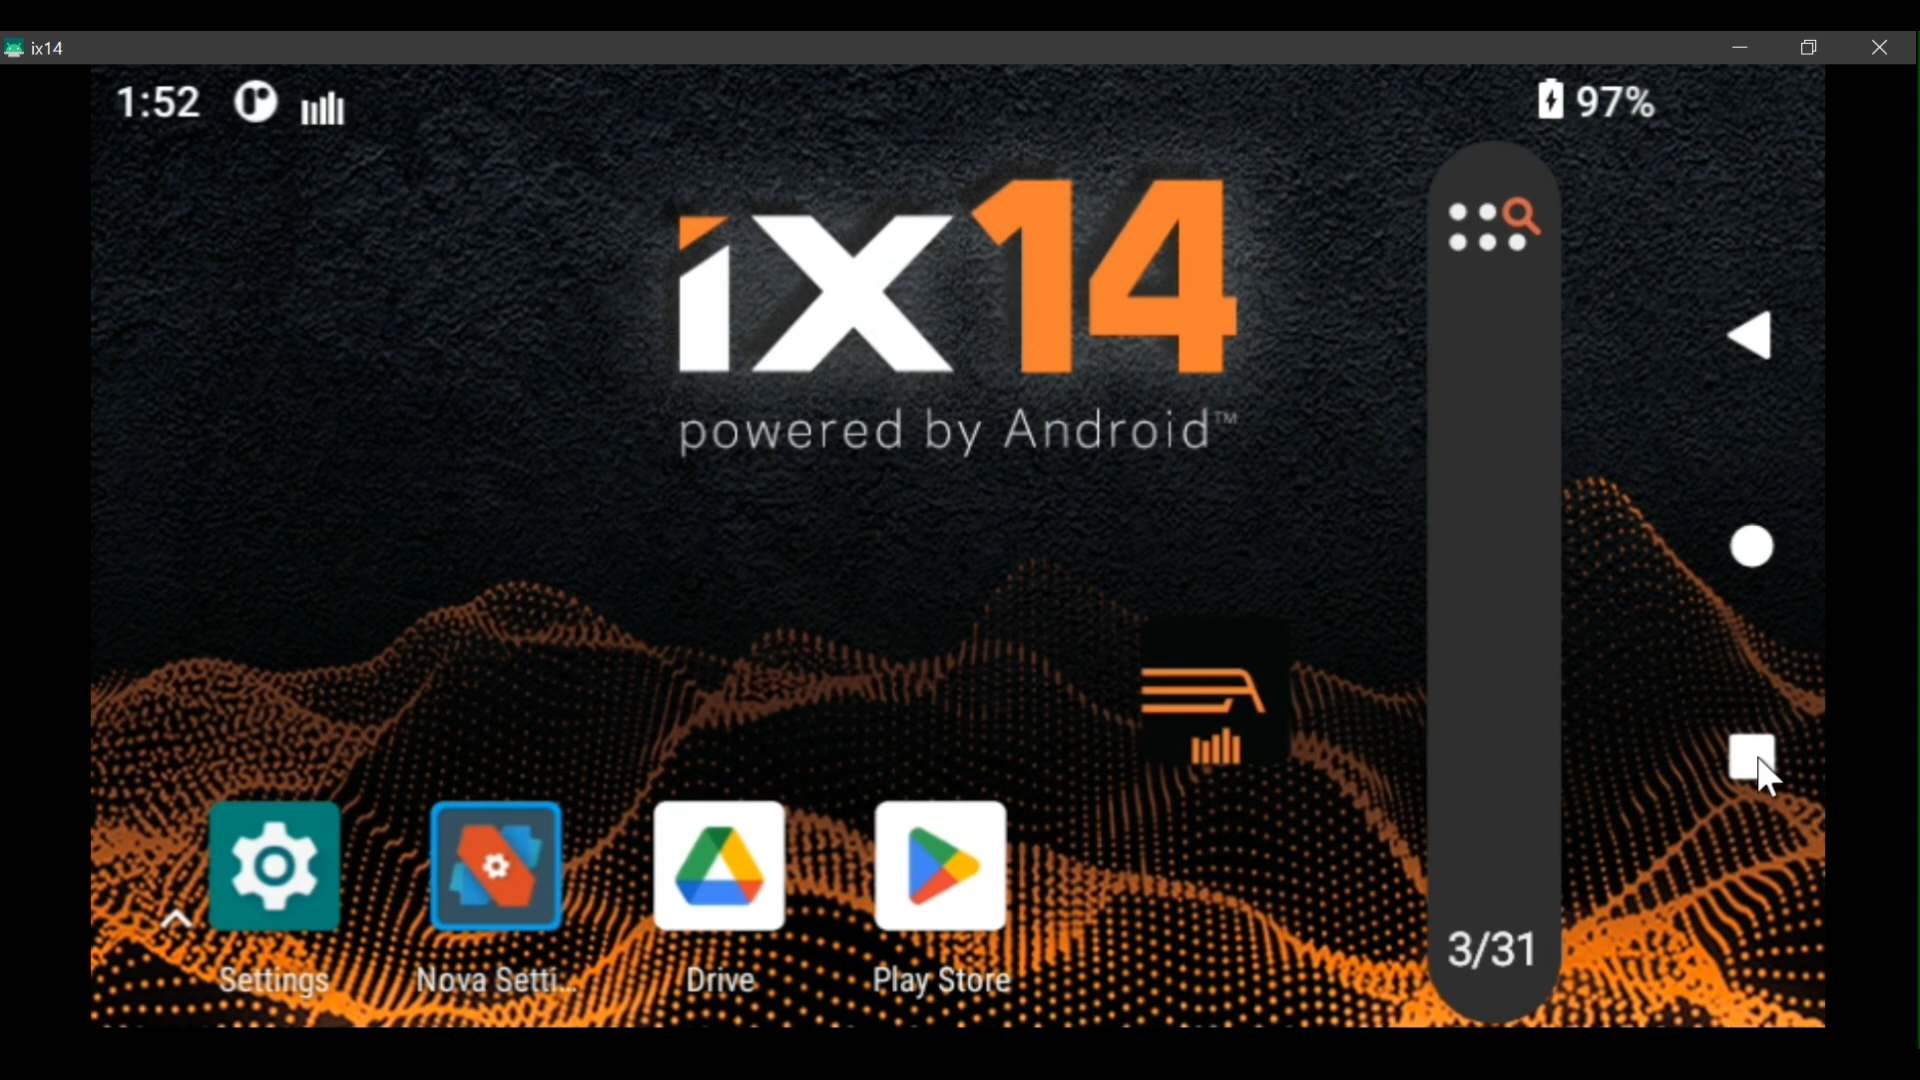 ix14
1:52
97%
ix14
powered by Android™
3/31
Settings
Nova Setti...
Drive
Play Store